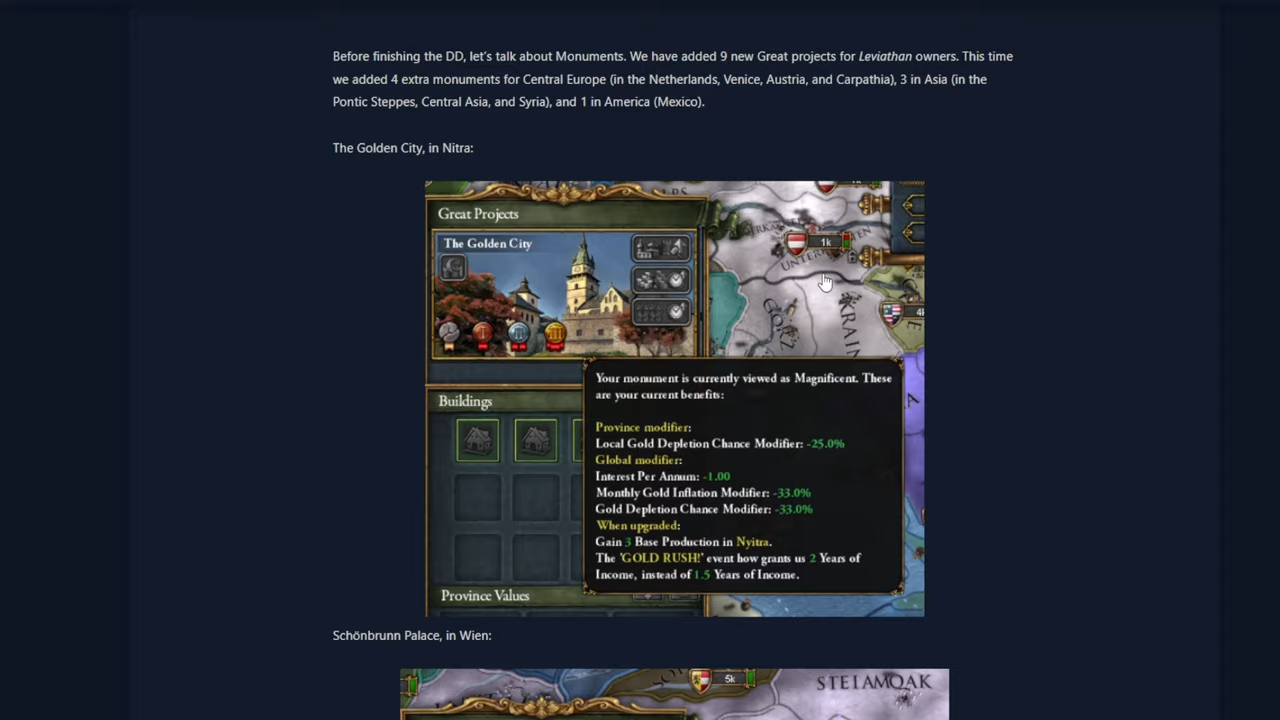 Before finishing the DD, let's talk about Monuments. We have added 9 new Great projects for Leviathan owners. This time
we added 4 extra monuments for Central Europe (in the Netherlands, Venice, Austria, and Carpathia), 3 in Asia (in the
Pontic Steppes, Central Asia, and Syria), and 1 in America (Mexico).
The Golden City, in Nitra:
Great Projects
The Golden City
1k
Your monument is currently viewed as Magnificent. These
are your current benefits:
Buildings
Province modifier:
Local Gold Depletion Chance Modifier: -25.0%
Global modifier:
Interest Per Annum: -1.00
Monthly Gold Inflation Modifier: -33.0%
Gold Depletion Chance Modifier: -33.0%
When upgraded:
Gain 3 Base Production in Nyitra.
The 'GOLD RUSH!' event how grants us 2 Years of
Income, instead of 1.5 Years of Income.
Province Values
Schönbrunn Palace, in Wien:
5k